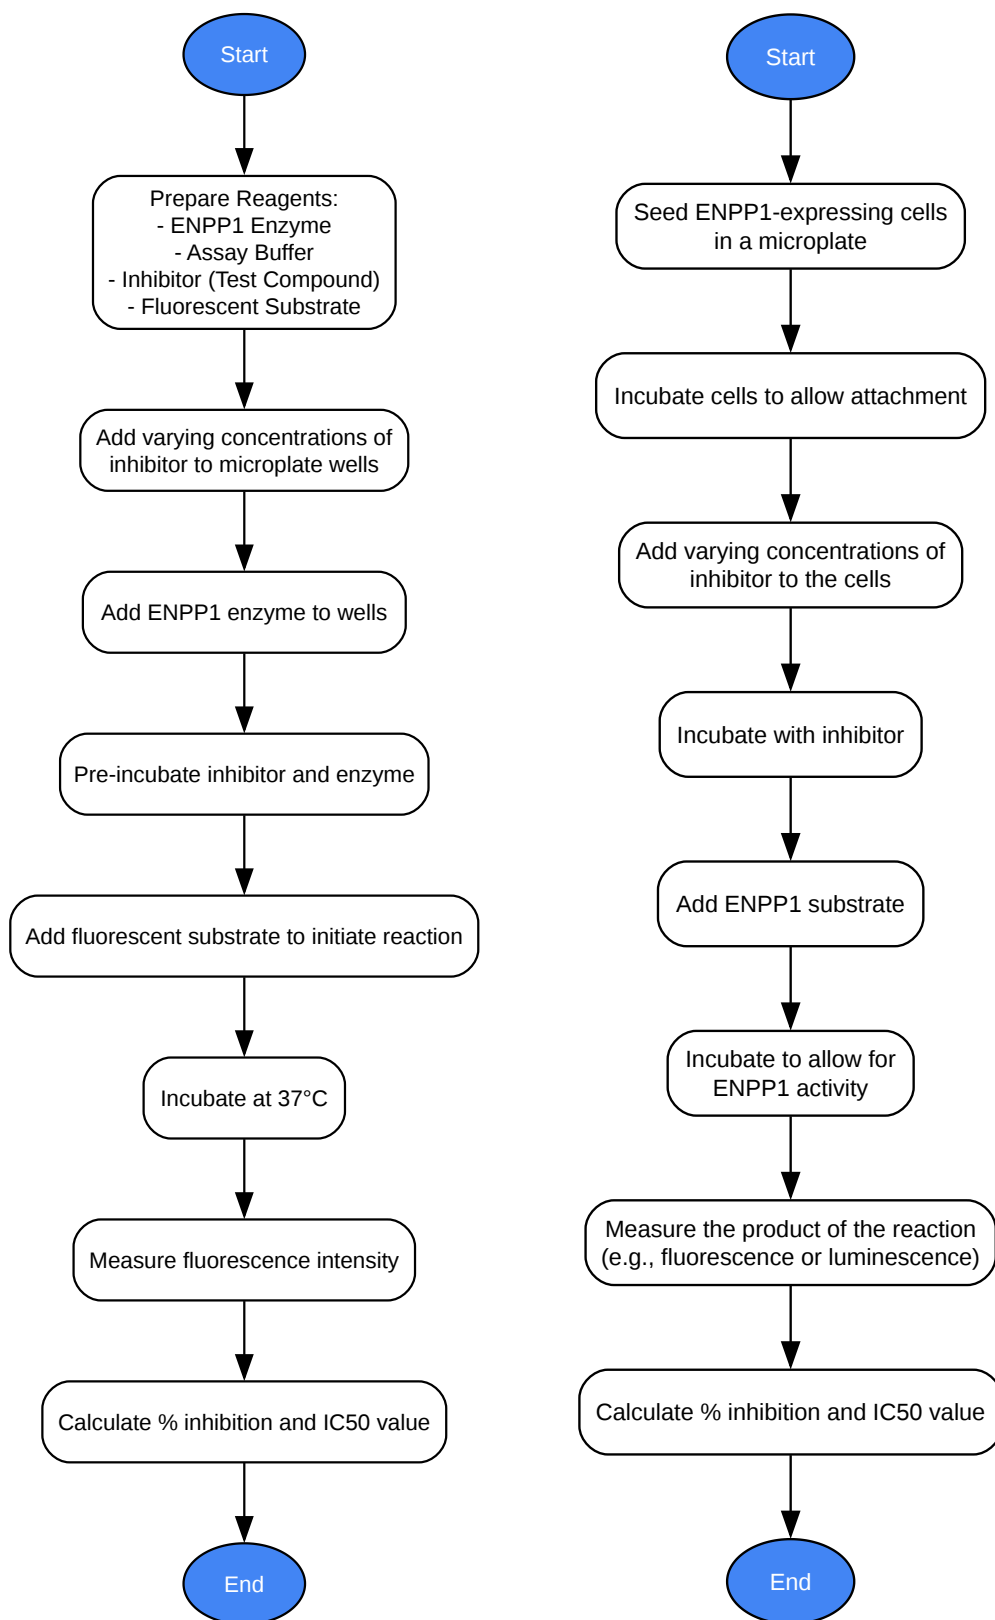 Start
Prepare Reagents:
- ENPP1 Enzyme
- Assay Buffer
- Inhibitor (Test Compound)
- Fluorescent Substrate
Add varying concentrations of
inhibitor to microplate wells
Add ENPP1 enzyme to wells
Pre-incubate inhibitor and enzyme
Add fluorescent substrate to initiate reaction
Incubate at 37°C
Measure fluorescence intensity
Calculate % inhibition and IC50 value
End
Start
Seed ENPP1-expressing cells
in a microplate
Incubate cells to allow attachment
Add varying concentrations of
inhibitor to the cells
Incubate with inhibitor
Add ENPP1 substrate
Incubate to allow for
ENPP1 activity
Measure the product of the reaction
(e.g., fluorescence or luminescence)
Calculate % inhibition and IC50 value
End